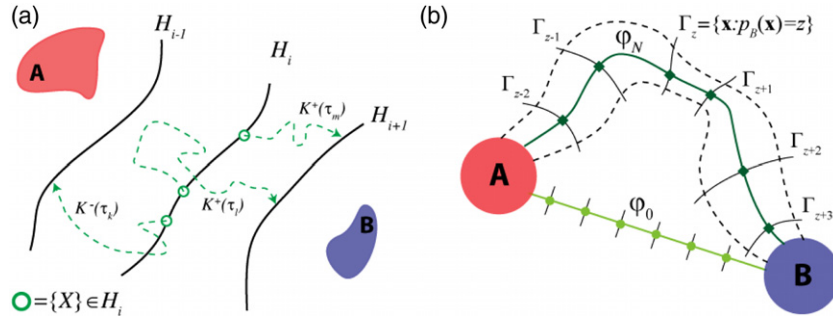 (a)
A
H_{i-1}
H_i
H_{i+1}
K⁺(τ_m)
K⁺(τ_l)
K⁻(τ_k)
B
={X}∈H_i
(b)
Γ_z={x:p_B(x)=z}
Γ_{z-1}
φ_N
Γ_{z+1}
Γ_{z-2}
Γ_{z+2}
A
φ_0
Γ_{z+3}
B